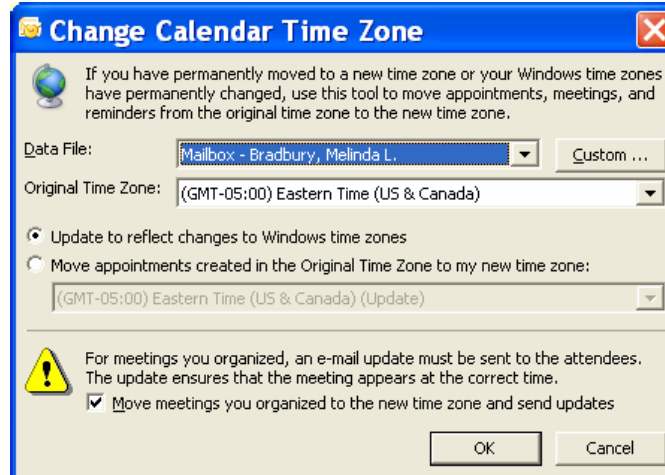 Change Calendar Time Zone
If you have permanently moved to a new time zone or your Windows time zones
have permanently changed, use this tool to move appointments, meetings, and
reminders from the original time zone to the new time zone.
Data File: Mailbox - Bradbury, Melinda L. Custom ...
Original Time Zone: (GMT-05:00) Eastern Time (US & Canada)
Update to reflect changes to Windows time zones
Move appointments created in the Original Time Zone to my new time zone:
(GMT-05:00) Eastern Time (US & Canada) (Update)
For meetings you organized, an e-mail update must be sent to the attendees.
The update ensures that the meeting appears at the correct time.
Move meetings you organized to the new time zone and send updates
OK Cancel